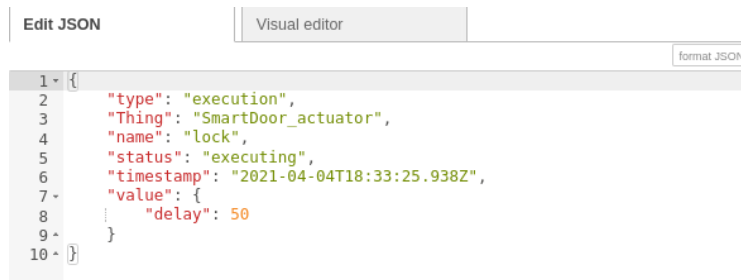 Edit JSON
Visual editor
format JSON
1 {
2 "type": "execution",
3 "Thing": "SmartDoor_actuator",
4 "name": "lock",
5 "status": "executing",
6 "timestamp": "2021-04-04T18:33:25.938Z",
7 "value": {
8 "delay": 50
9 }
10 }